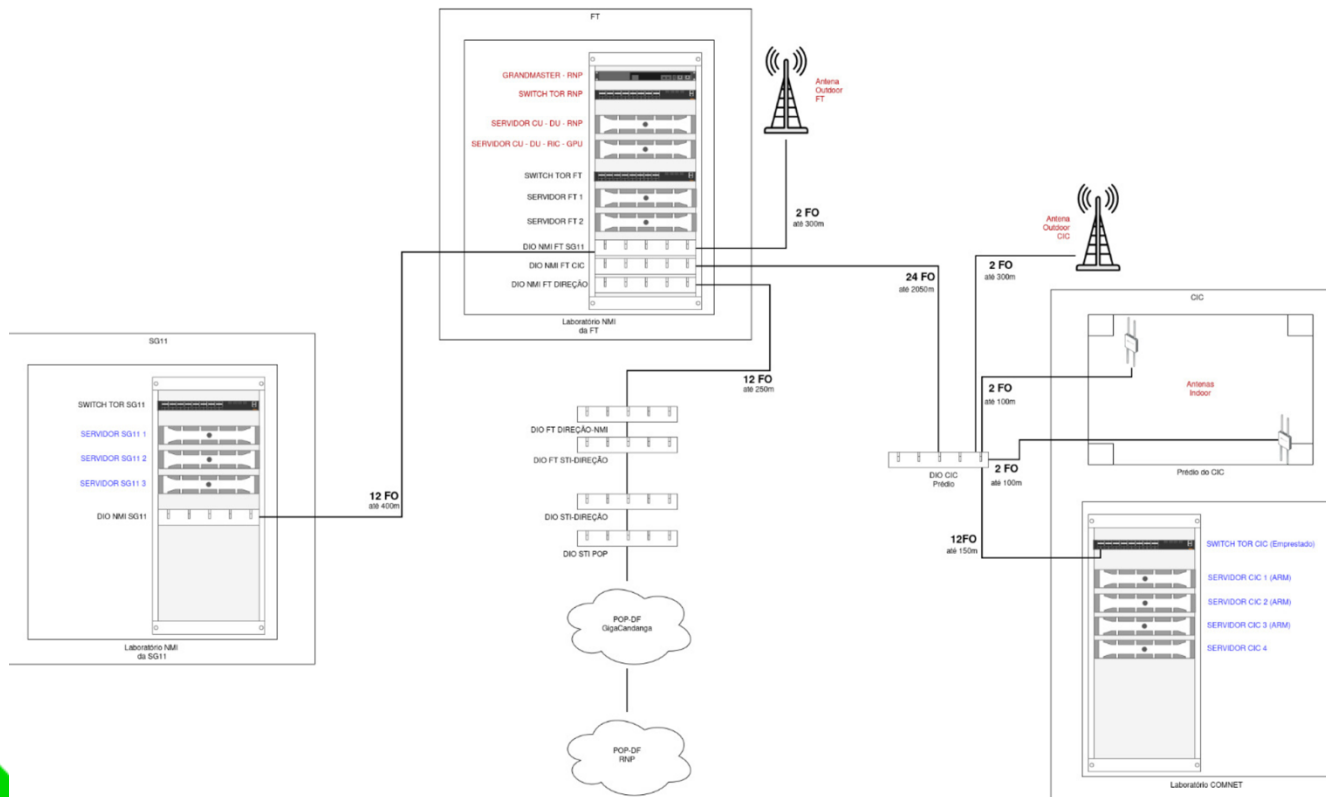 FT
GRANDMASTER - RNP
SWITCH TOR RNP
SERVIDOR CU - DU - RNP
SERVIDOR CU - DU - RIC - GPU
SWITCH TOR FT
SERVIDOR FT 1
SERVIDOR FT 2
DIO NMI FT SG11
DIO NMI FT CIC
DIO NMI FT DIREÇÃO
Laboratório NMI
da FT
Antena
Outdoor
FT
2 FO
até 300m
24 FO
até 2050m
Antena
Outdoor
CIC
2 FO
até 300m
CIC
Antenas
Indoor
Prédio do CIC
2 FO
até 100m
2 FO
até 100m
DIO CIC
Prédio
12FO
até 150m
SWITCH TOR CIC (Emprestado)
SERVIDOR CIC 1 (ARM)
SERVIDOR CIC 2 (ARM)
SERVIDOR CIC 3 (ARM)
SERVIDOR CIC 4
Laboratório COMNET
SG11
SWITCH TOR SG11
SERVIDOR SG11 1
SERVIDOR SG11 2
SERVIDOR SG11 3
DIO NMI SG11
Laboratório NMI
da SG11
12 FO
até 400m
12 FO
até 250m
DIO FT DIREÇÃO-NMI
DIO FT STI-DIREÇÃO
DIO STI-DIREÇÃO
DIO STI POP
POP-DF
GigaCandanga
POP-DF
RNP